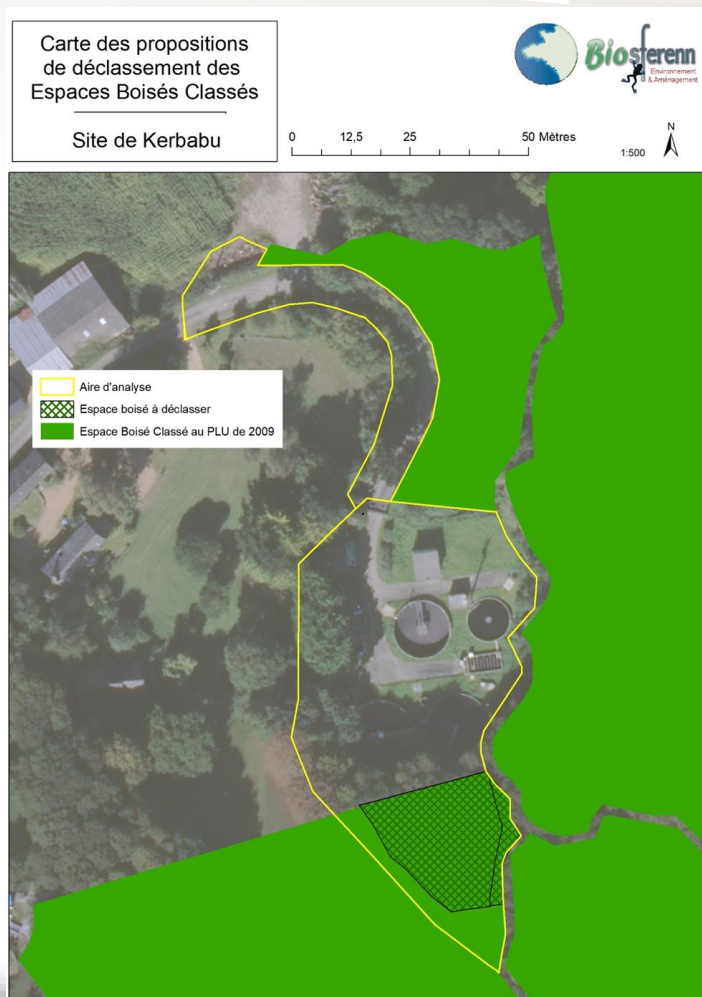 Carte des propositions
de déclassement des
Espaces Boisés Classés
Site de Kerbabu
Biosferenn
Environnement
& Aménagement
0 12,5 25 50 Mètres
1:500
N
Aire d'analyse
Espace boisé à déclasser
Espace Boisé Classé au PLU de 2009